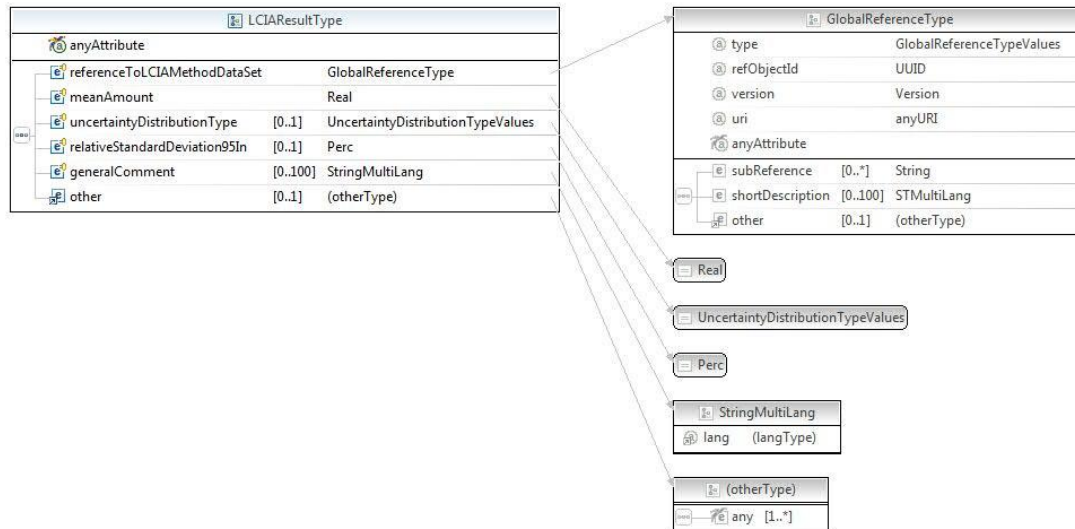 LCIAResultType
anyAttribute
referenceToLCIAMethodDataSet GlobalReferenceType
meanAmount Real
uncertaintyDistributionType [0..1] UncertaintyDistributionTypeValues
relativeStandardDeviation95In [0..1] Perc
generalComment [0..100] StringMultiLang
other [0..1] (otherType)
GlobalReferenceType
type GlobalReferenceTypeValues
refObjectId UUID
version Version
uri anyURI
anyAttribute
subReference [0..*] String
shortDescription [0..100] STMultiLang
other [0..1] (otherType)
Real
UncertaintyDistributionTypeValues
Perc
StringMultiLang
lang (langType)
(otherType)
any [1..*]